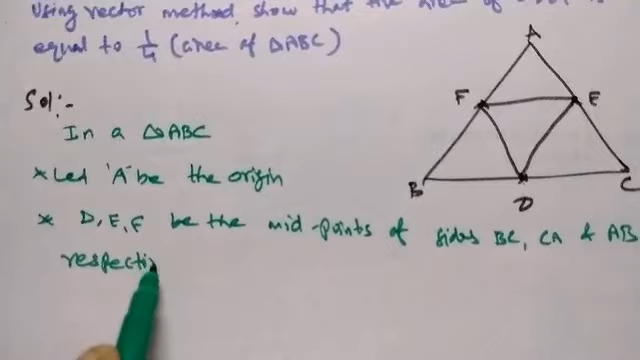 Using vector method, show that the area of
equal to 1/4 (area of ΔABC)
Sol:-
In a ΔABC
* Let 'A' be the origin
* D, E, F be the mid-points of sides BC, CA & AB
respecti
A
F
E
B
D
C